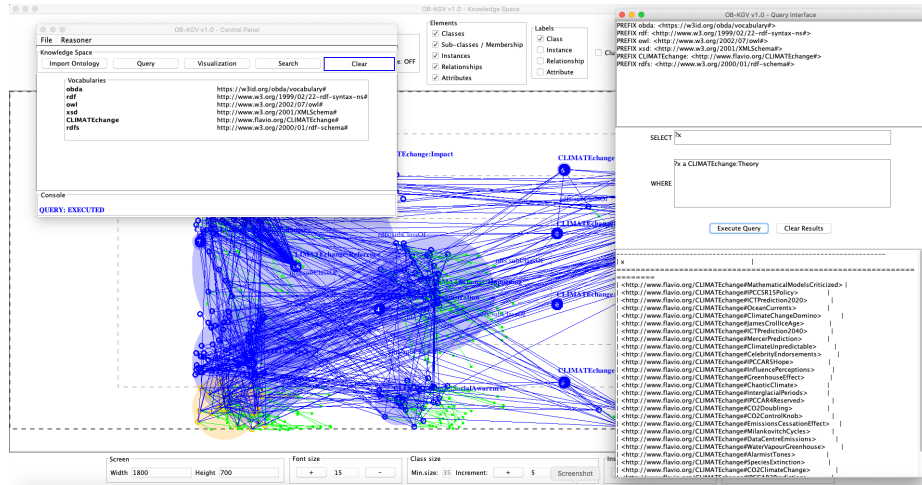 OB-KGV v1.0 - Knowledge Space
OB-KGV v1.0 - Control Panel
File Reasoner
Knowledge Space
Import Ontology Query Visualization Search Clear
Vocabularies
obda https://w3id.org/obda/vocabulary#
rdf http://www.w3.org/1999/02/22-rdf-syntax-ns#
owl http://www.w3.org/2002/07/owl#
xsd http://www.w3.org/2001/XMLSchema#
CLIMATEchange http://www.flavio.org/CLIMATEchange#
rdfs http://www.w3.org/2000/01/rdf-schema#
Console
QUERY: EXECUTED
OFF
Elements
Classes
Sub-classes / Membership
Instances
Relationships
Attributes
Labels
Class
Instance
Relationship
Attribute
Clu
TEchange:Impact
CLIMATEchange
CLIMATEchange:Reference
CLIMATEchange
CLIMATEchange:
CLIMATEchange
Screen
Width 1800 Height 700
Font size
+ 15 -
Class size
Min.size: 35 Increment: + 5
Screenshot
Ins
OB-KGV v1.0 - Query Interface
PREFIX obda: <https://w3id.org/obda/vocabulary#>
PREFIX rdf: <http://www.w3.org/1999/02/22-rdf-syntax-ns#>
PREFIX owl: <http://www.w3.org/2002/07/owl#>
PREFIX xsd: <http://www.w3.org/2001/XMLSchema#>
PREFIX CLIMATEchange: <http://www.flavio.org/CLIMATEchange#>
PREFIX rdfs: <http://www.w3.org/2000/01/rdf-schema#>
SELECT ?x
WHERE ?x a CLIMATEchange:Theory
Execute Query Clear Results
| x |
| <http://www.flavio.org/CLIMATEchange#MathematicalModelsCriticized> |
| <http://www.flavio.org/CLIMATEchange#IPCCSR15Policy> |
| <http://www.flavio.org/CLIMATEchange#ICTPrediction2020> |
| <http://www.flavio.org/CLIMATEchange#OceanCurrents> |
| <http://www.flavio.org/CLIMATEchange#ClimateChangeDomino> |
| <http://www.flavio.org/CLIMATEchange#JamesCrollIceAge> |
| <http://www.flavio.org/CLIMATEchange#ICTPrediction2040> |
| <http://www.flavio.org/CLIMATEchange#MercerPrediction> |
| <http://www.flavio.org/CLIMATEchange#ClimateUnpredictable> |
| <http://www.flavio.org/CLIMATEchange#CelebrityEndorsements> |
| <http://www.flavio.org/CLIMATEchange#IPCCAR5Hope> |
| <http://www.flavio.org/CLIMATEchange#InfluencePerceptions> |
| <http://www.flavio.org/CLIMATEchange#GreenhouseEffect> |
| <http://www.flavio.org/CLIMATEchange#ChaoticClimate> |
| <http://www.flavio.org/CLIMATEchange#InterglacialPeriods> |
| <http://www.flavio.org/CLIMATEchange#IPCCAR4Reserved> |
| <http://www.flavio.org/CLIMATEchange#CO2Doubling> |
| <http://www.flavio.org/CLIMATEchange#CO2ControlKnob> |
| <http://www.flavio.org/CLIMATEchange#EmissionsCessationEffect> |
| <http://www.flavio.org/CLIMATEchange#MilankovitchCycles> |
| <http://www.flavio.org/CLIMATEchange#DataCentreEmissions> |
| <http://www.flavio.org/CLIMATEchange#WaterVapourGreenhouse> |
| <http://www.flavio.org/CLIMATEchange#AlarmistTones> |
| <http://www.flavio.org/CLIMATEchange#SpeciesExtinction> |
| <http://www.flavio.org/CLIMATEchange#CO2ClimateChange> |